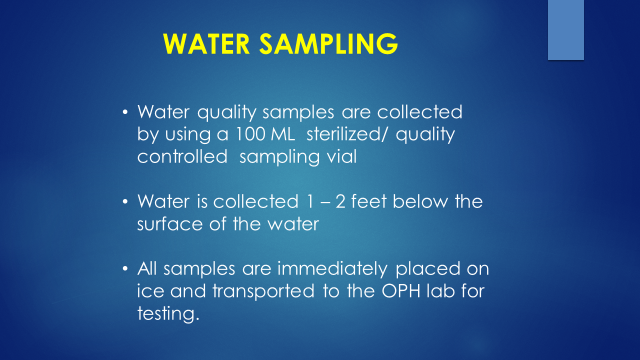 WATER SAMPLING
• Water quality samples are collected
by using a 100 ML sterilized/ quality
controlled sampling vial
• Water is collected 1 – 2 feet below the
surface of the water
• All samples are immediately placed on
ice and transported to the OPH lab for
testing.